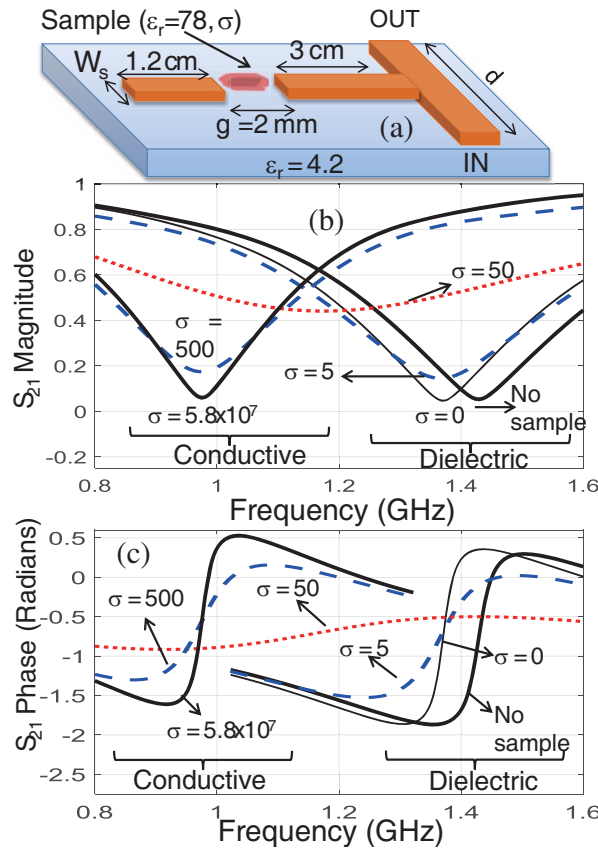 OUT
Sample (εr=78, σ)
3 cm
1.2 cm
Ws
d
g =2 mm
(a)
IN
εr = 4.2
1
(b)
0.8
σ = 50
0.6
S21 Magnitude
0.4
σ =
500
0.2
σ = 5
No
sample
0
σ = 5.8x10^7
σ = 0
-0.2
Conductive
Dielectric
0.8
1
1.2
1.4
1.6
Frequency (GHz)
0.5
(c)
0
σ = 500
σ = 50
-0.5
S21 Phase (Radians)
-1
σ = 5
σ = 0
-1.5
σ = 5.8x10^7
No
sample
-2
Conductive
Dielectric
-2.5
0.8
1
1.2
1.4
1.6
Frequency (GHz)